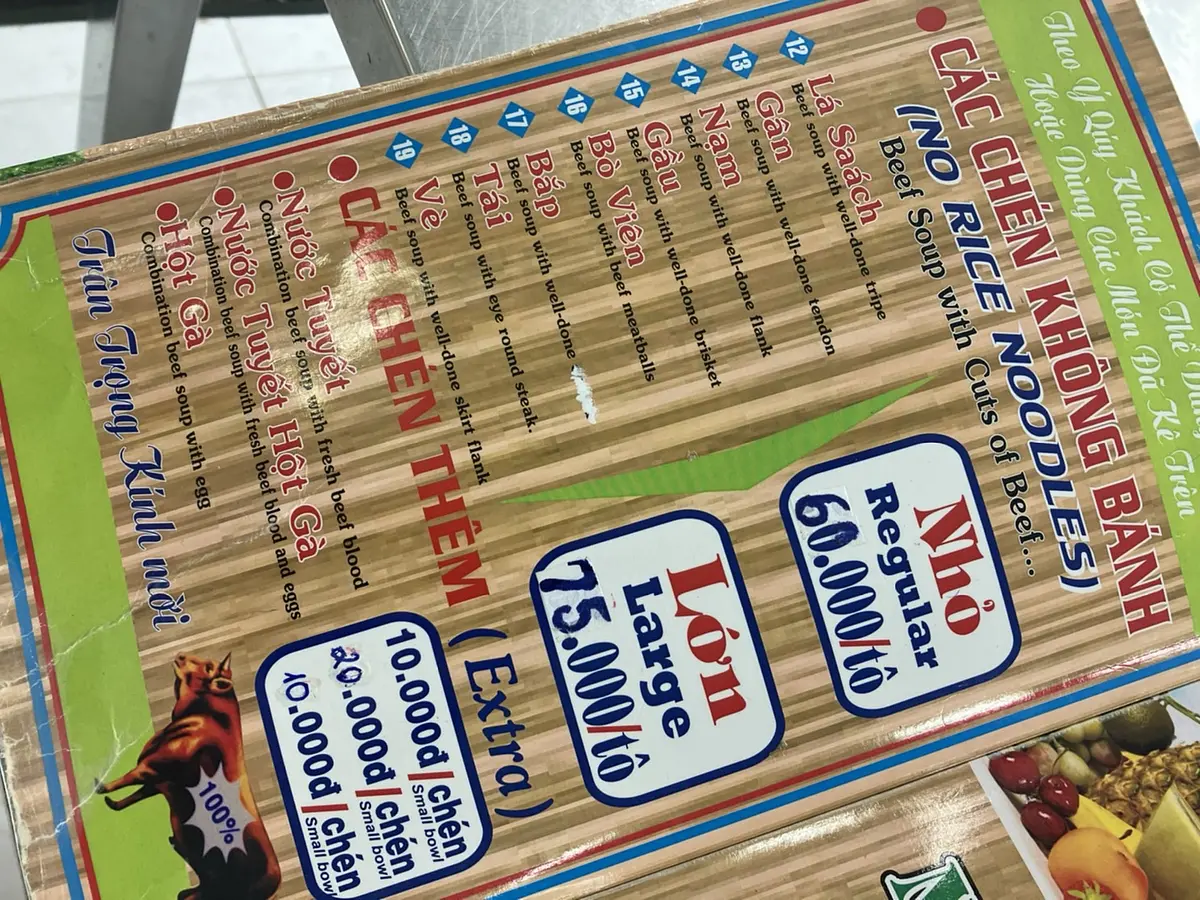 Theo Ý Qúy Khách Có Thể Dùng
Hoặc Dùng Các Món Đã Kê Trên
CÁC CHÉN KHÔNG BÁNH
(NO RICE NOODLES)
Beef Soup with Cuts of Beef...
12 Lá Sách
Beef soup with well-done tripe
13 Gân
Beef soup with well-done tendon
14 Nạm
Beef soup with well-done flank
15 Gầu
Beef soup with well-done brisket
16 Bò Viên
Beef soup with beef meatballs
17 Bắp
Beef soup with well-done
18 Tái
Beef soup with eye round steak.
19 Vè
Beef soup with well-done skirt flank
Nhỏ
Regular
60.000/tô
Lớn
Large
75.000/tô
CÁC CHÉN THÊM (Extra)
Nước Tuyết
Combination beef soup with fresh beef blood
Nước Tuyết Hột Gà
Combination beef soup with fresh beef blood and eggs
Hột Gà
Combination beef soup with egg
10.000đ/chén
Small bowl
20.000đ/chén
Small bowl
10.000đ/chén
Small bowl
Trân Trọng Kính mời
100%